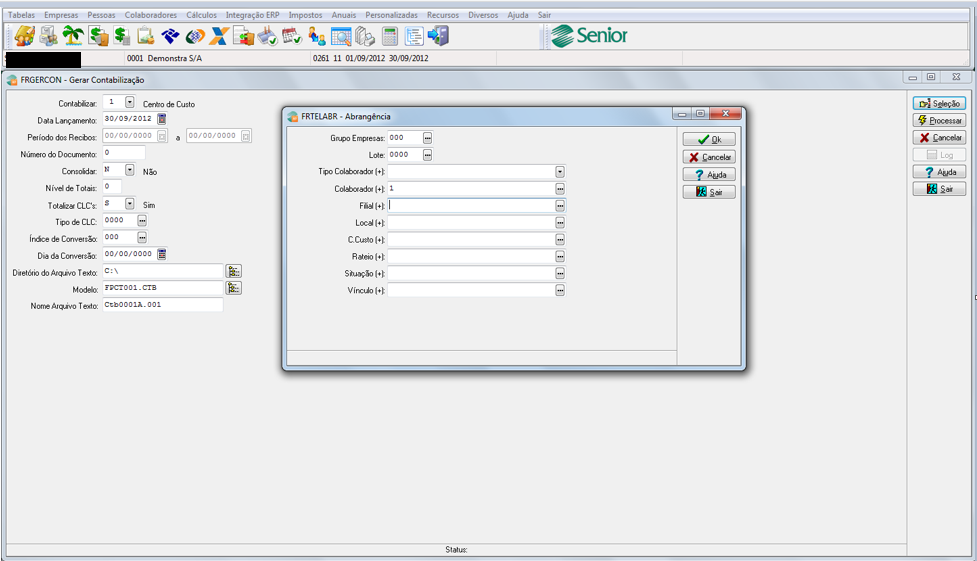 Tabelas Empresas Pessoas Colaboradores Cálculos Integração ERP Impostos Anuais Personalizadas Recursos Diversos Ajuda Sair
Senior
0001 Demonstra S/A 0261 11 01/09/2012 30/09/2012
FRGERCON - Gerar Contabilização
Contabilizar: 1 Centro de Custo
Data Lançamento: 30/09/2012
Período dos Recibos: 00/00/0000 a 00/00/0000
Número do Documento: 0
Consolidar: N Não
Nível de Totais: 0
Totalizar CLC's: S Sim
Tipo de CLC: 0000
Índice de Conversão: 000
Dia da Conversão: 00/00/0000
Diretório do Arquivo Texto: C:\
Modelo: FPCT001.CTB
Nome Arquivo Texto: Ctb0001A.001
FRTELABR - Abrangência
Grupo Empresas: 000
Lote: 0000
Tipo Colaborador (+):
Colaborador (+): 1
Filial (+):
Local (+):
C.Custo (+):
Rateio (+):
Situação (+):
Vínculo (+):
Ok
Cancelar
Ajuda
Sair
Seleção
Processar
Cancelar
Log
Ajuda
Sair
Status: